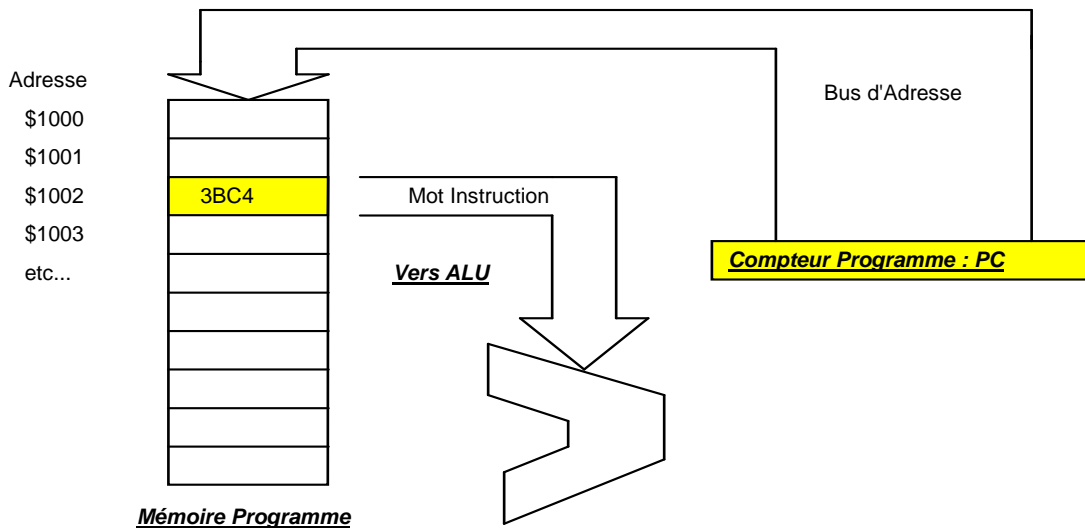 Adresse
Bus d'Adresse
$1000
$1001
$1002
3BC4
Mot Instruction
$1003
etc...
Vers ALU
Compteur Programme : PC
Mémoire Programme